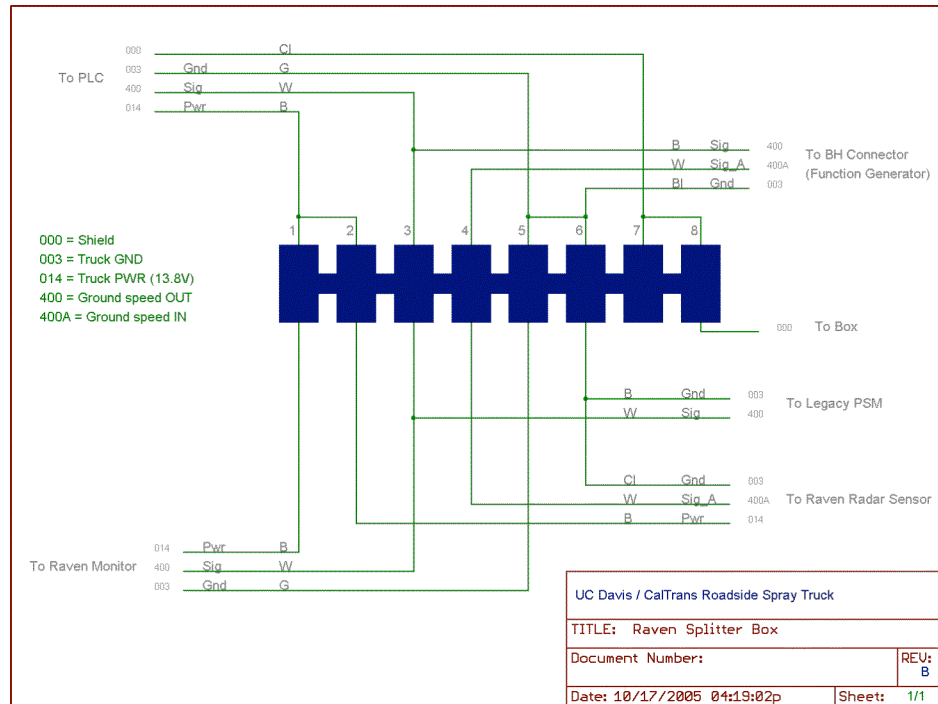 000 Cl
To PLC 003 Gnd G
400 Sig W
014 Pwr B
B Sig 400 To BH Connector
W Sig_A 400A (Function Generator)
Bl Gnd 003
1 2 3 4 5 6 7 8
000 = Shield
003 = Truck GND
014 = Truck PWR (13.8V)
400 = Ground speed OUT
400A = Ground speed IN
000 To Box
B Gnd 003 To Legacy PSM
W Sig 400
Cl Gnd 003
W Sig_A 400A To Raven Radar Sensor
B Pwr 014
014 Pwr B
To Raven Monitor 400 Sig W
003 Gnd G
UC Davis / CalTrans Roadside Spray Truck
TITLE: Raven Splitter Box
Document Number: REV: B
Date: 10/17/2005 04:19:02p Sheet: 1/1